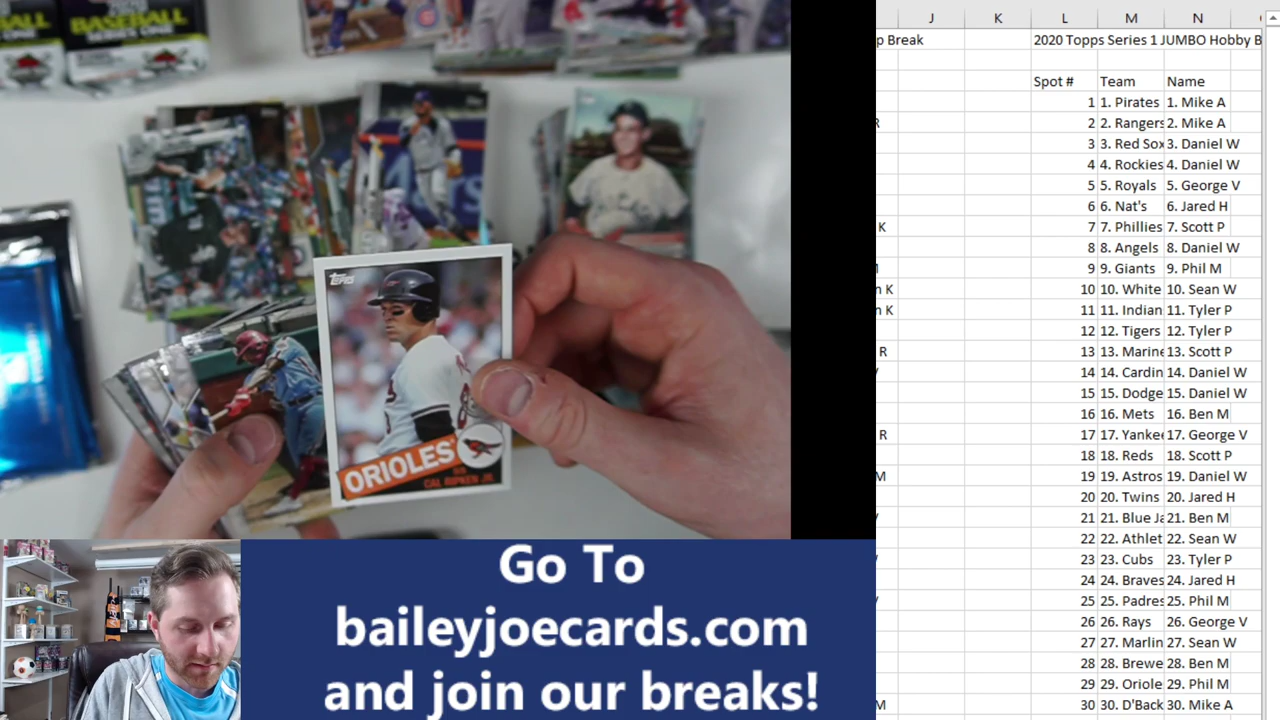 BASEBALL
SERIES ONE
Topps
ORIOLES
CAL RIPKEN JR.
Go To
baileyjoecards.com
and join our breaks!
J K L M N
p Break 2020 Topps Series 1 JUMBO Hobby B
Spot # Team Name
1 1. Pirates 1. Mike A
R 2 2. Rangers 2. Mike A
3 3. Red Sox 3. Daniel W
4 4. Rockies 4. Daniel W
5 5. Royals 5. George V
6 6. Nat's 6. Jared H
K 7 7. Phillies 7. Scott P
8 8. Angels 8. Daniel W
9 9. Giants 9. Phil M
n K 10 10. White 10. Sean W
n K 11 11. Indian 11. Tyler P
12 12. Tigers 12. Tyler P
R 13 13. Marine 13. Scott P
14 14. Cardin 14. Daniel W
15 15. Dodge 15. Daniel W
16 16. Mets 16. Ben M
R 17 17. Yankee 17. George V
18 18. Reds 18. Scott P
M 19 19. Astros 19. Daniel W
20 20. Twins 20. Jared H
21 21. Blue Ja 21. Ben M
22 22. Athlet 22. Sean W
23 23. Cubs 23. Tyler P
24 24. Braves 24. Jared H
25 25. Padres 25. Phil M
26 26. Rays 26. George V
27 27. Marlin 27. Sean W
28 28. Brewe 28. Ben M
29 29. Oriole 29. Phil M
M 30 30. D'Back 30. Mike A